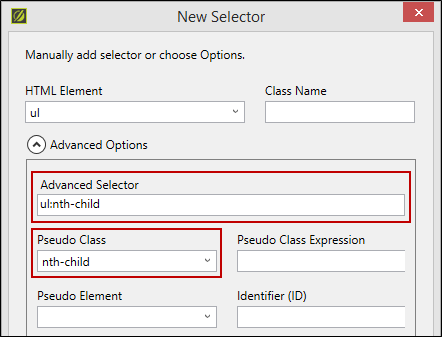 New Selector
Manually add selector or choose Options.
HTML Element Class Name
ul
Advanced Options
Advanced Selector
ul:nth-child
Pseudo Class Pseudo Class Expression
nth-child
Pseudo Element Identifier (ID)